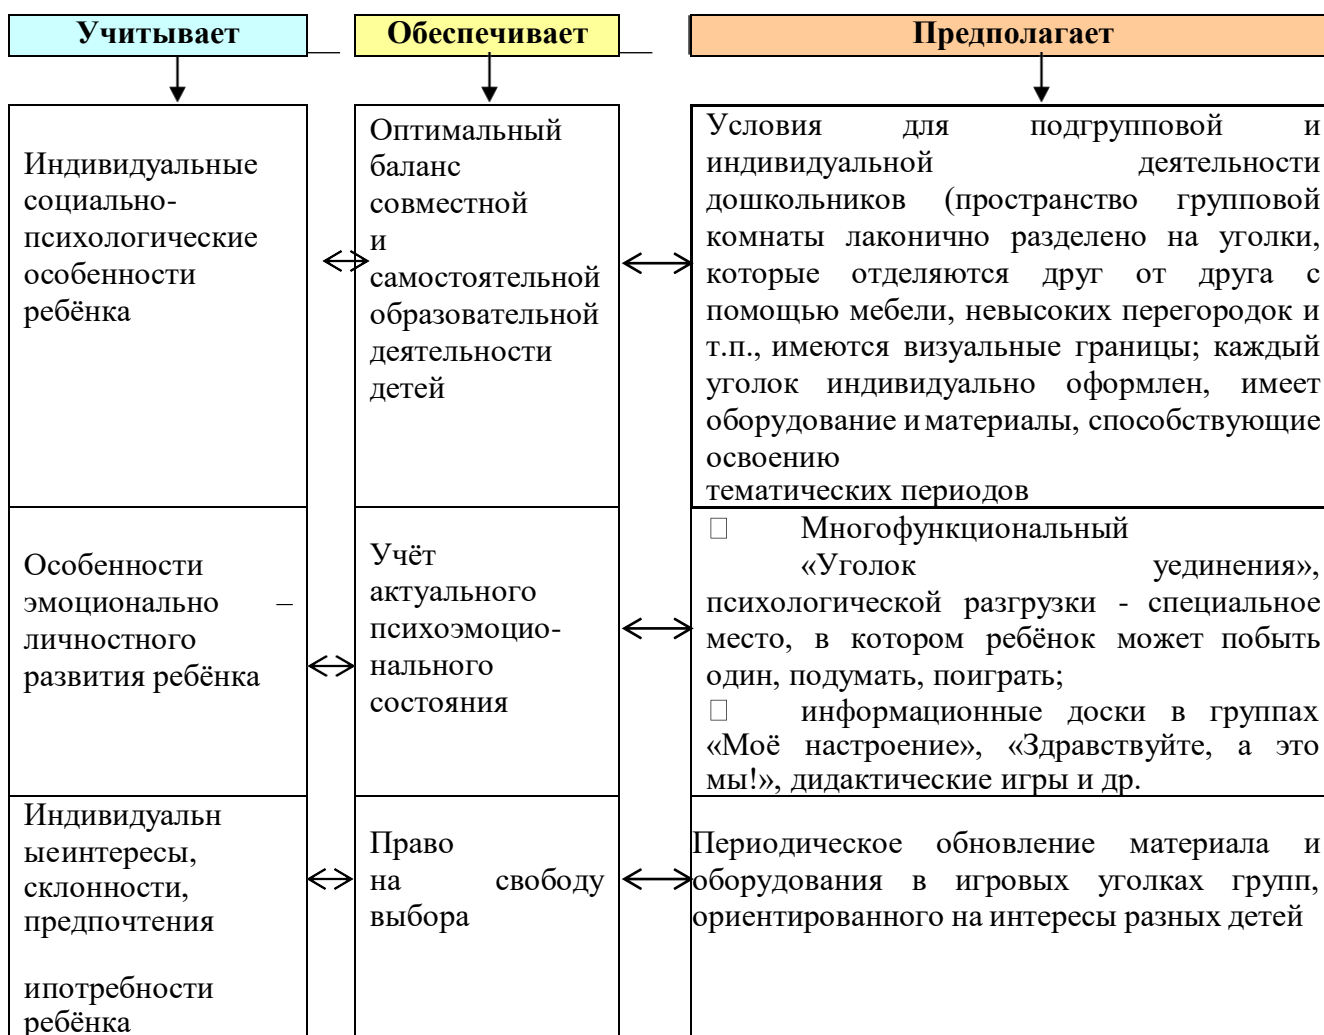 Учитывает
Обеспечивает
Предполагает
Индивидуальные
социально-
психологические
особенности
ребёнка
Оптимальный
баланс
совместной
и
самостоятельной
образовательной
деятельности
детей
Условия для подгрупповой и
индивидуальной деятельности
дошкольников (пространство групповой
комнаты лаконично разделено на уголки,
которые отделяются друг от друга с
помощью мебели, невысоких перегородок и
т.п., имеются визуальные границы; каждый
уголок индивидуально оформлен, имеет
оборудование и материалы, способствующие
освоению
тематических периодов
Особенности
эмоционально –
личностного
развития ребёнка
Учёт
актуального
психоэмоцио-
нального
состояния
Многофункциональный
«Уголок уединения»,
психологической разгрузки - специальное
место, в котором ребёнок может побыть
один, подумать, поиграть;
информационные доски в группах
«Моё настроение», «Здравствуйте, а это
мы!», дидактические игры и др.
Индивидуальн
ыеинтересы,
склонности,
предпочтения
ипотребности
ребёнка
Право
на свободу
выбора
Периодическое обновление материала и
оборудования в игровых уголках групп,
ориентированного на интересы разных детей